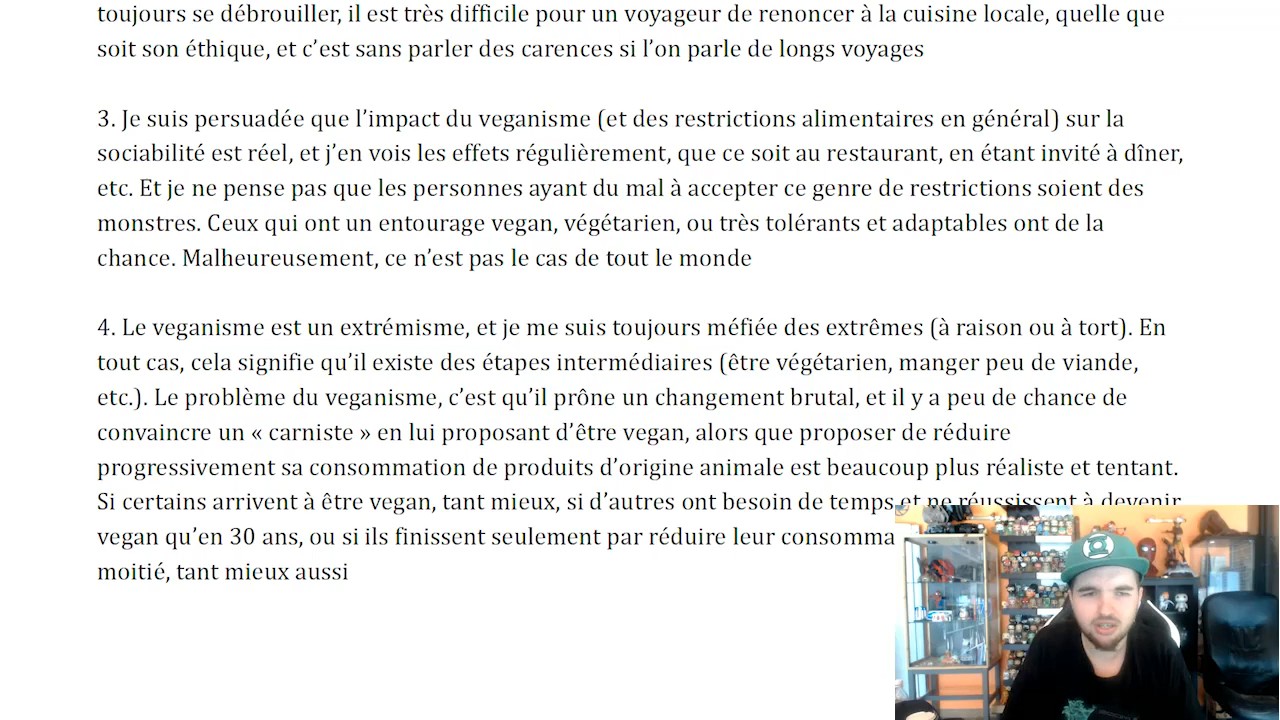 toujours se débrouiller, il est très difficile pour un voyageur de renoncer à la cuisine locale, quelle que
soit son éthique, et c’est sans parler des carences si l’on parle de longs voyages
3. Je suis persuadée que l’impact du veganisme (et des restrictions alimentaires en général) sur la
sociabilité est réel, et j’en vois les effets régulièrement, que ce soit au restaurant, en étant invité à dîner,
etc. Et je ne pense pas que les personnes ayant du mal à accepter ce genre de restrictions soient des
monstres. Ceux qui ont un entourage vegan, végétarien, ou très tolérants et adaptables ont de la
chance. Malheureusement, ce n’est pas le cas de tout le monde
4. Le veganisme est un extrémisme, et je me suis toujours méfiée des extrêmes (à raison ou à tort). En
tout cas, cela signifie qu’il existe des étapes intermédiaires (être végétarien, manger peu de viande,
etc.). Le problème du veganisme, c’est qu’il prône un changement brutal, et il y a peu de chance de
convaincre un « carniste » en lui proposant d’être vegan, alors que proposer de réduire
progressivement sa consommation de produits d’origine animale est beaucoup plus réaliste et tentant.
Si certains arrivent à être vegan, tant mieux, si d’autres ont besoin de temps et ne réussissent à devenir
vegan qu’en 30 ans, ou si ils finissent seulement par réduire leur consomma
moitié, tant mieux aussi